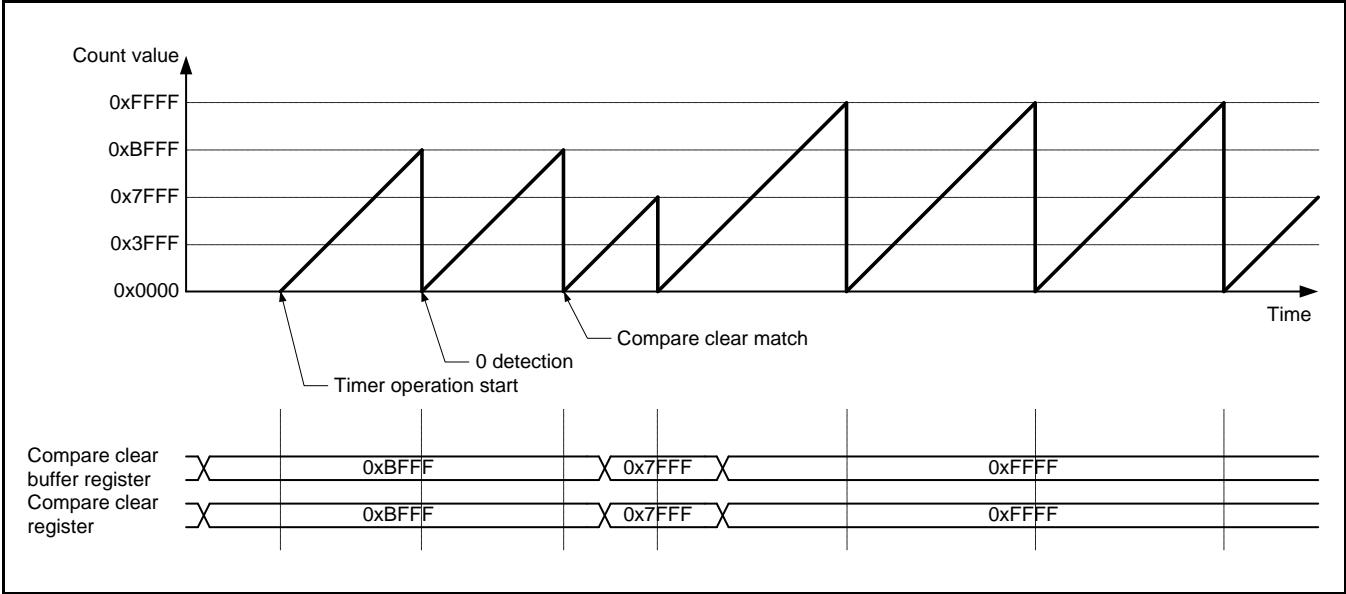 Count value
0xFFFF
0xBFFF
0x7FFF
0x3FFF
0x0000
Time
Compare clear match
0 detection
Timer operation start
Compare clear
buffer register
0xBFFF
0x7FFF
0xFFFF
Compare clear
register
0xBFFF
0x7FFF
0xFFFF